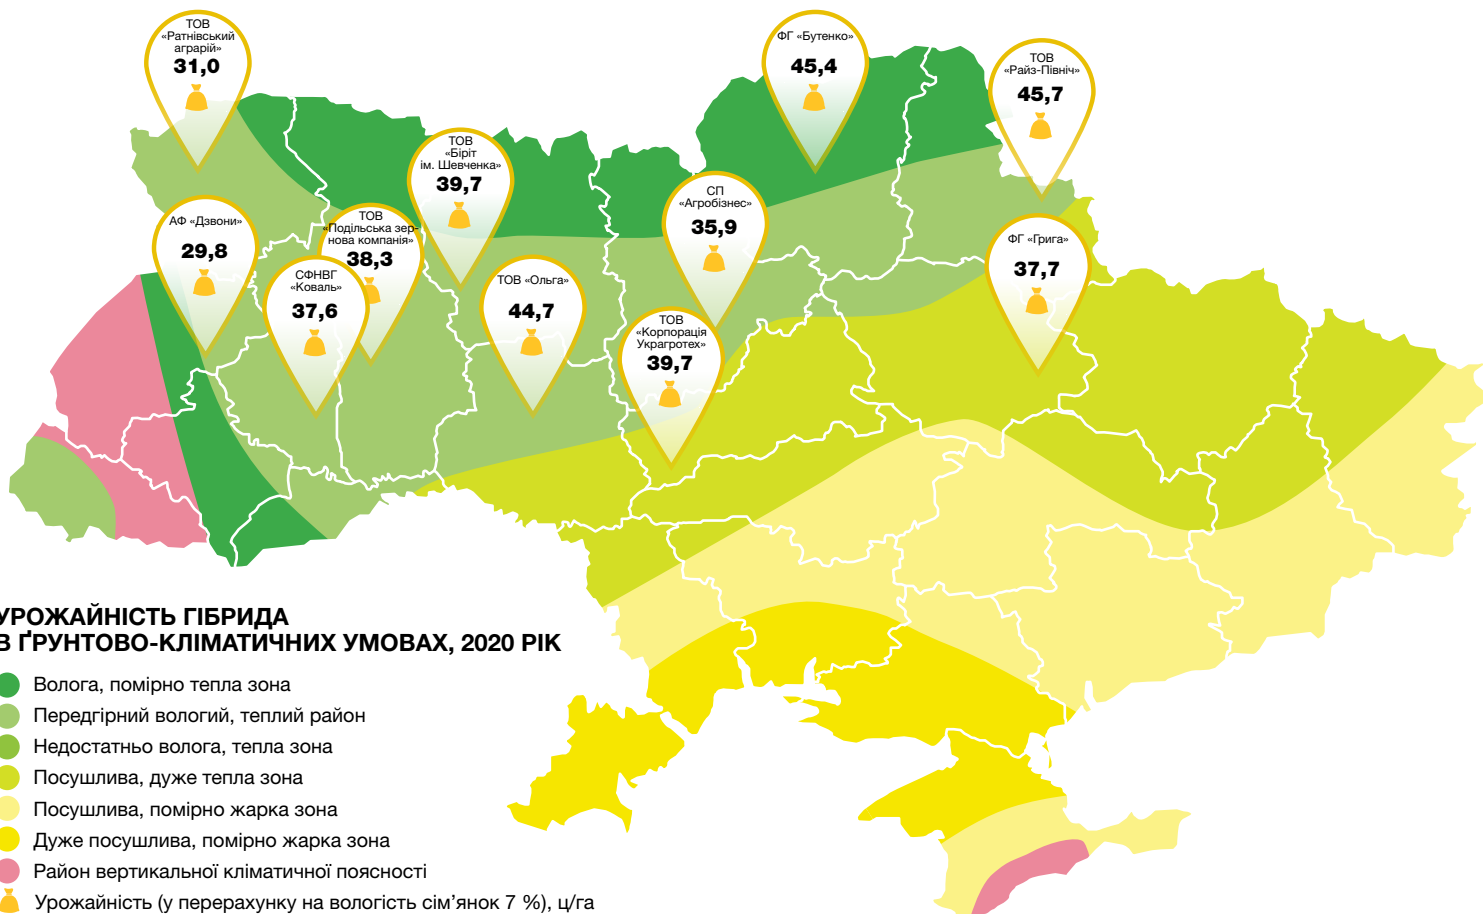 ТОВ
«Ратнівський
аграрій»
31,0
ФГ «Бутенко»
45,4
ТОВ
«Райз-Північ»
45,7
ТОВ
«Біріт
ім. Шевченка»
39,7
АФ «Дзвони»
29,8
ТОВ
«Подільська зер-
нова компанія»
38,3
СП
«Агробізнес»
35,9
ФГ «Грига»
37,7
СФНВГ
«Коваль»
37,6
ТОВ «Ольга»
44,7
ТОВ
«Корпорація
Украгротех»
39,7
УРОЖАЙНІСТЬ ГІБРИДА
В ҐРУНТОВО-КЛІМАТИЧНИХ УМОВАХ, 2020 РІК
Волога, помірно тепла зона
Передгірний вологий, теплий район
Недостатньо волога, тепла зона
Посушлива, дуже тепла зона
Посушлива, помірно жарка зона
Дуже посушлива, помірно жарка зона
Район вертикальної кліматичної поясності
Урожайність (у перерахунку на вологість сім’янок 7 %), ц/га